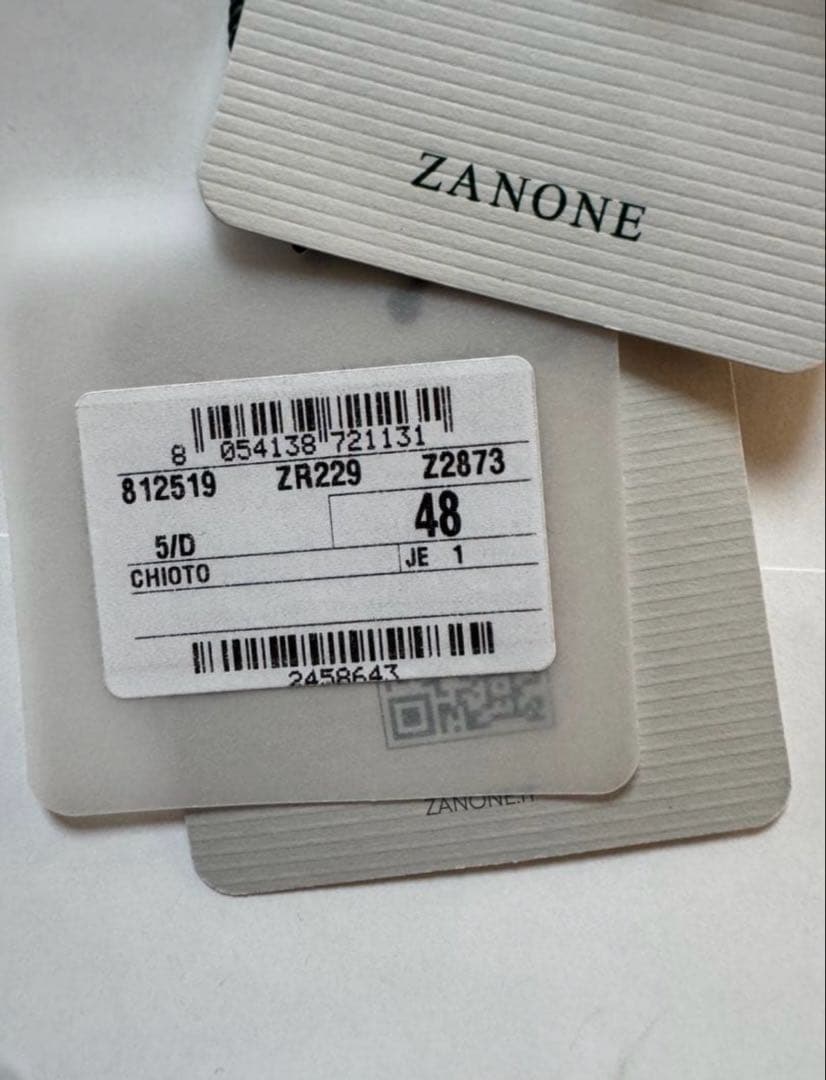 ZANONE
8 054138 721131
812519 ZR229 Z2873
48
5/D
CHIOTO JE 1
2458643
ZANONE.IT